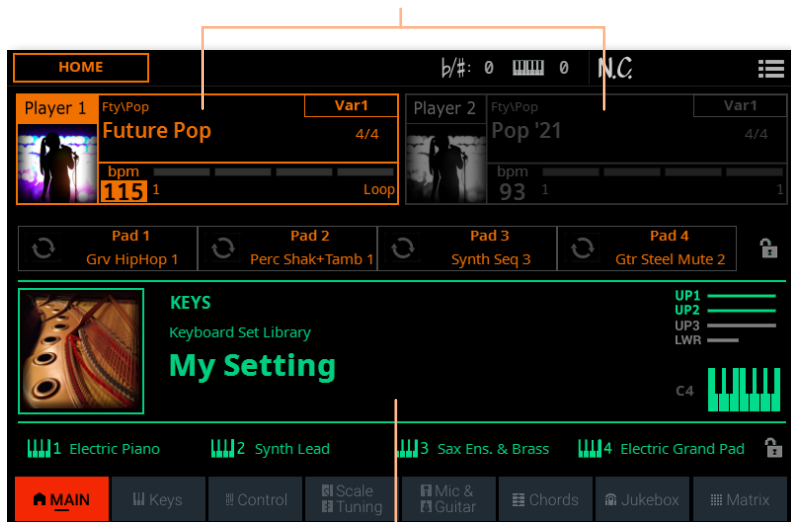 HOME
♭/#: 0
0
N.C.
Player 1
Fty\Pop
Var1
Future Pop
4/4
bpm
115
1
Loop
Player 2
Fty\Pop
Var1
Pop '21
4/4
bpm
93
1
1
Pad 1
Grv HipHop 1
Pad 2
Perc Shak+Tamb 1
Pad 3
Synth Seq 3
Pad 4
Gtr Steel Mute 2
KEYS
Keyboard Set Library
My Setting
UP1
UP2
UP3
LWR
C4
1 Electric Piano
2 Synth Lead
3 Sax Ens. & Brass
4 Electric Grand Pad
MAIN
Keys
Control
Scale
Tuning
Mic &
Guitar
Chords
Jukebox
Matrix